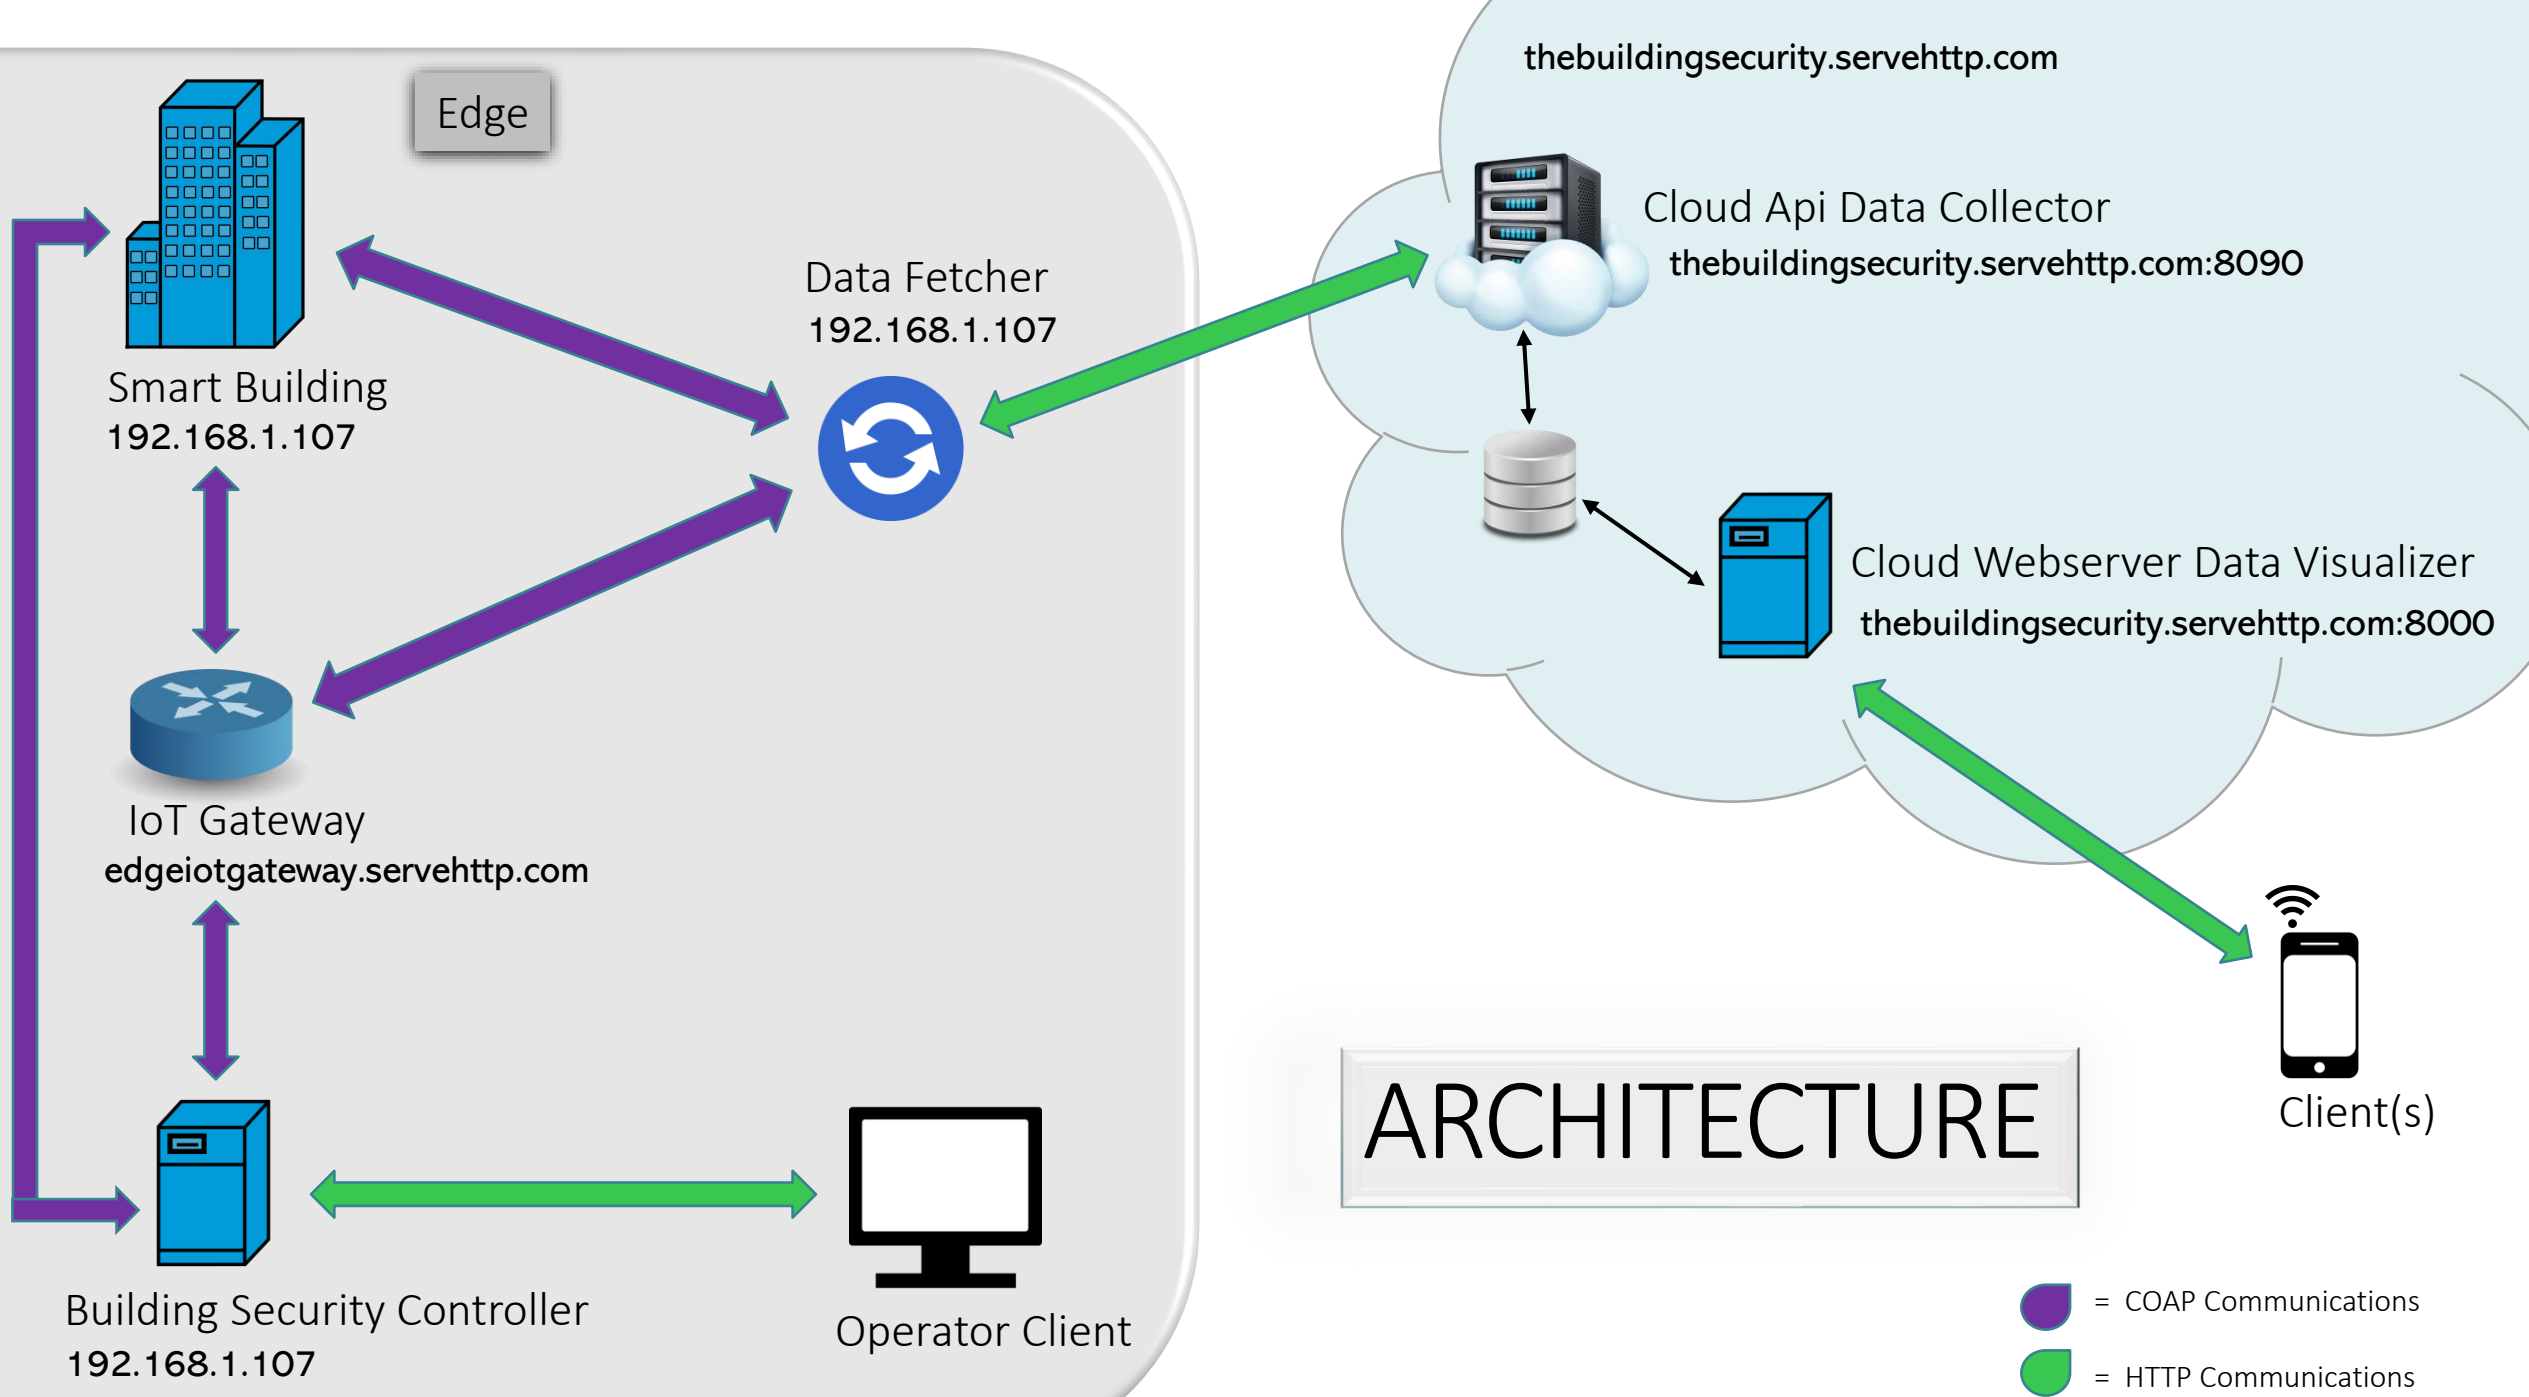 thebuildingsecurity.servehttp.com
Edge
Cloud Api Data Collector
thebuildingsecurity.servehttp.com:8090
Data Fetcher
192.168.1.107
Smart Building
192.168.1.107
Cloud Webserver Data Visualizer
thebuildingsecurity.servehttp.com:8000
IoT Gateway
edgeiotgateway.servehttp.com
ARCHITECTURE
Client(s)
Building Security Controller
192.168.1.107
Operator Client
= COAP Communications
= HTTP Communications